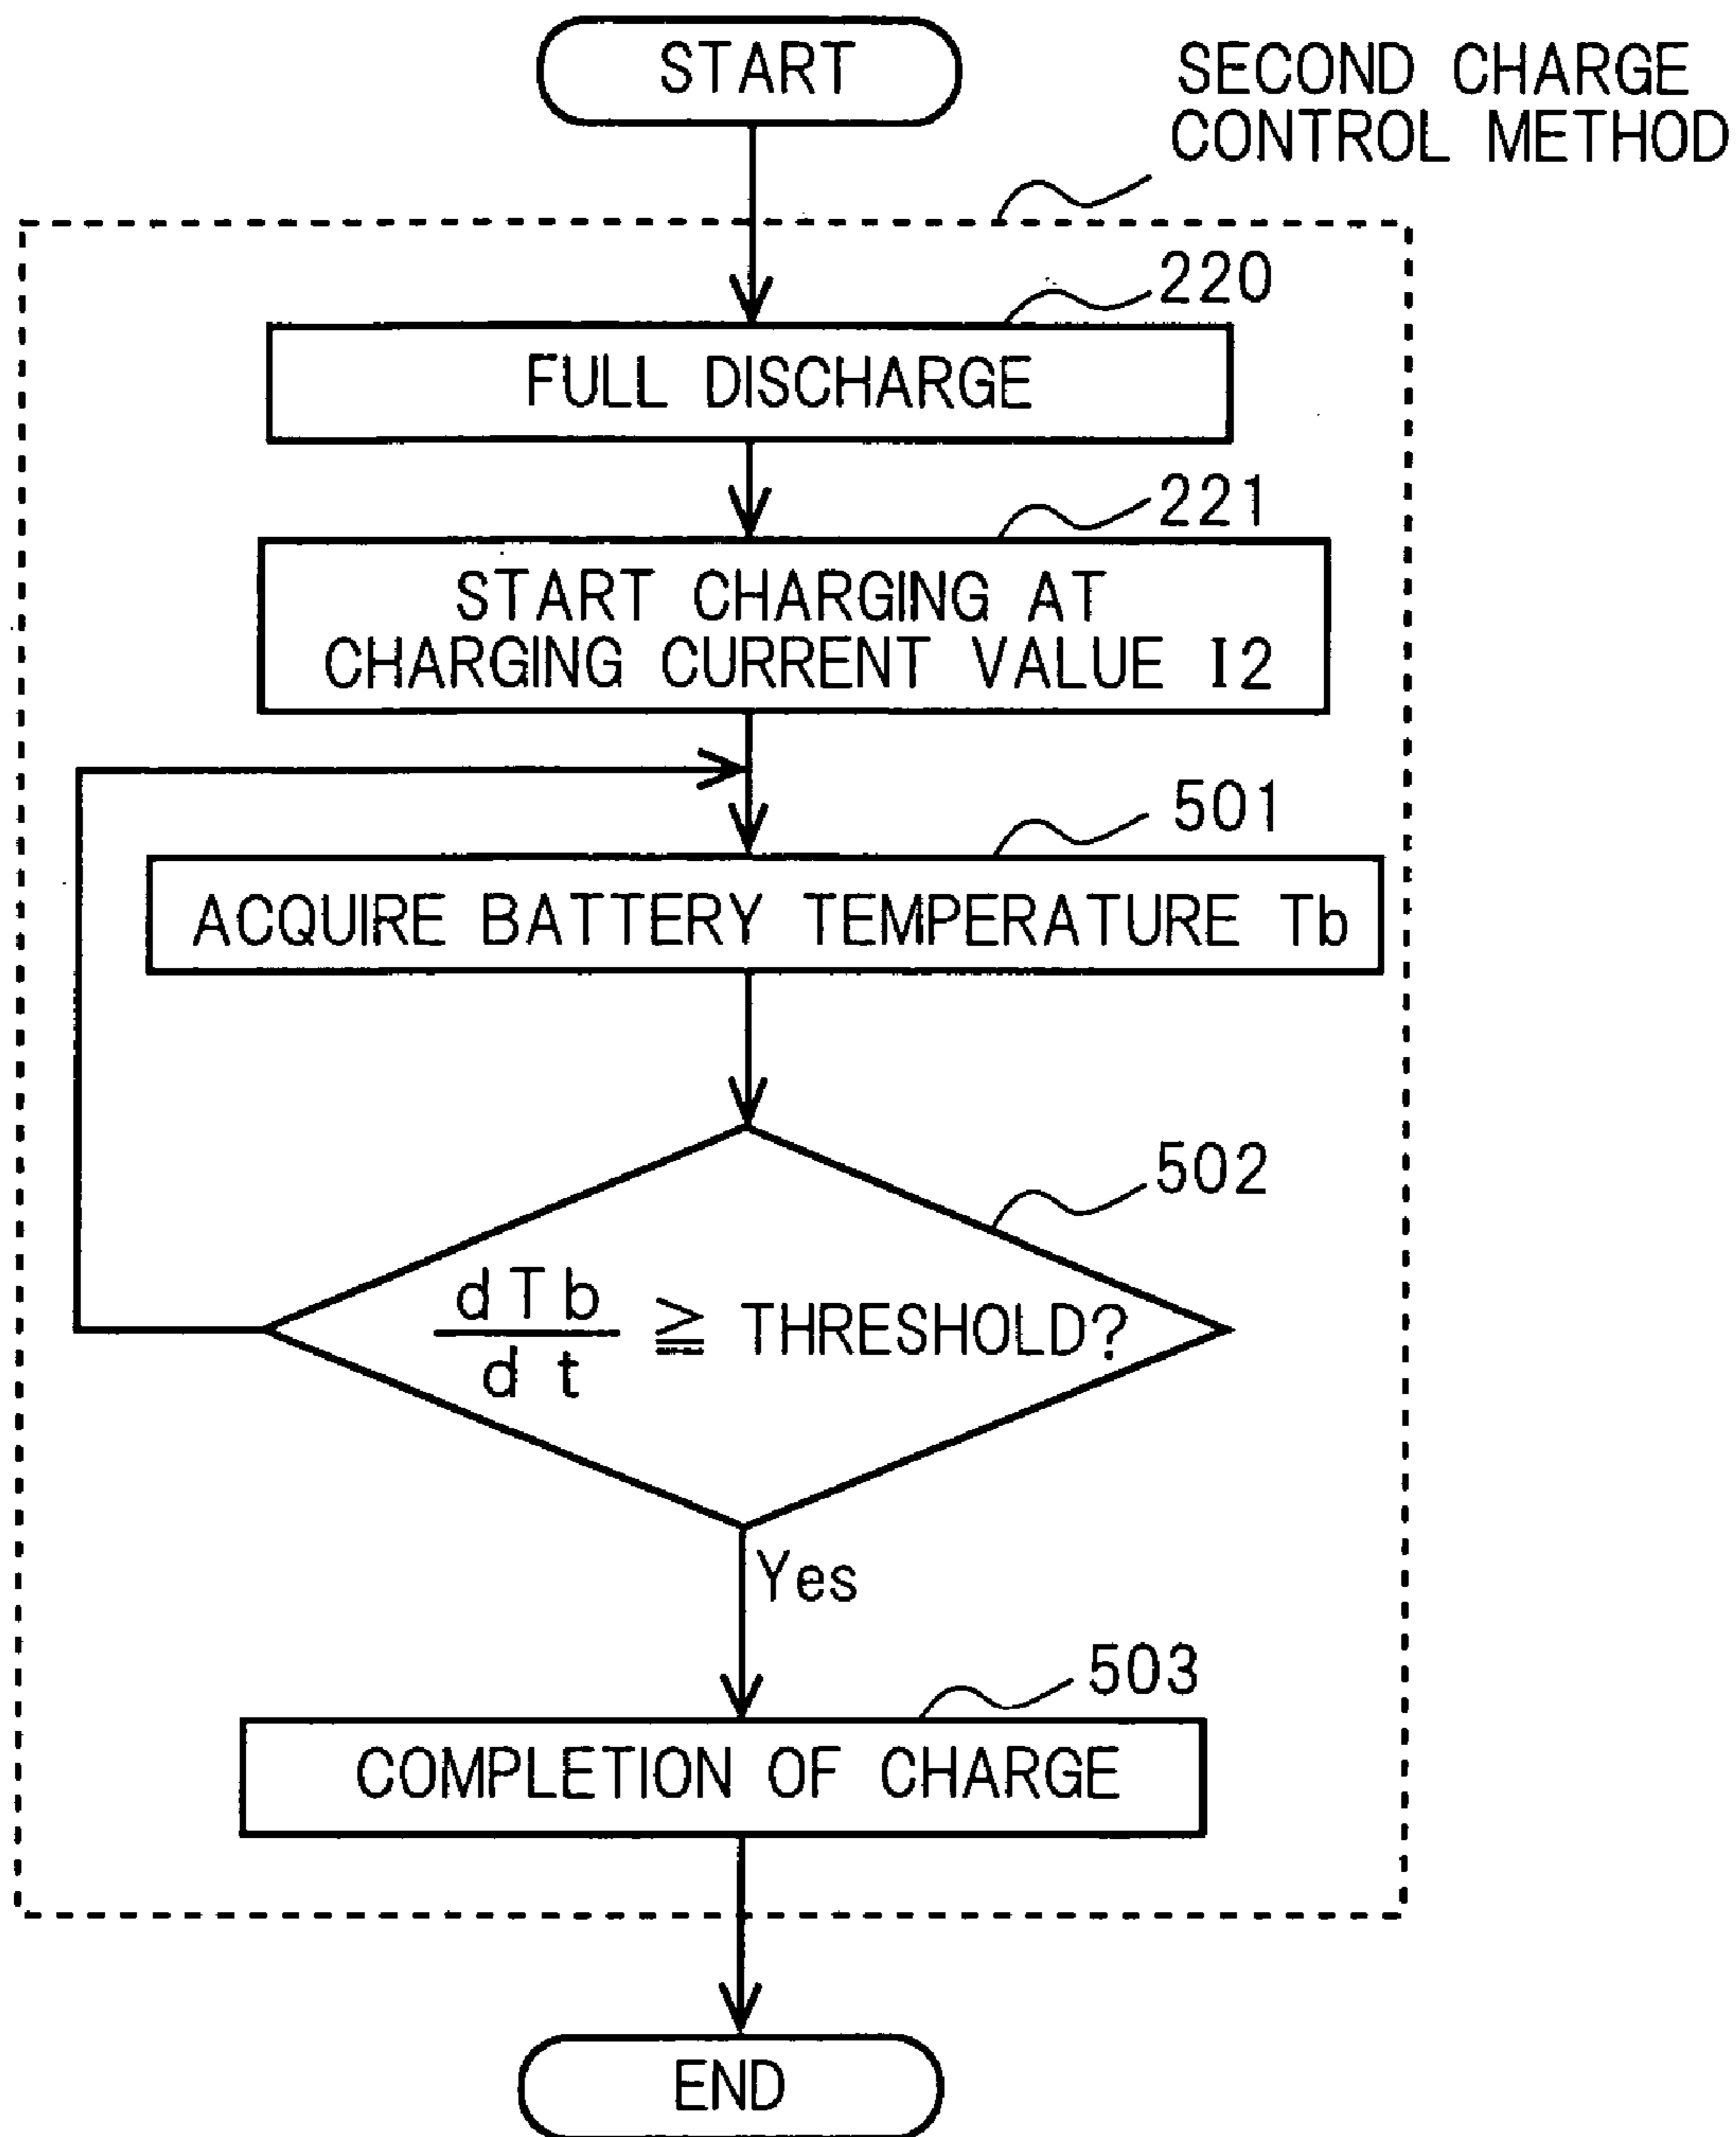 START
SECOND CHARGE
CONTROL METHOD
220
FULL DISCHARGE
221
START CHARGING AT
CHARGING CURRENT VALUE I2
501
ACQUIRE BATTERY TEMPERATURE Tb
502
dTb/dt ≧ THRESHOLD?
Yes
503
COMPLETION OF CHARGE
END